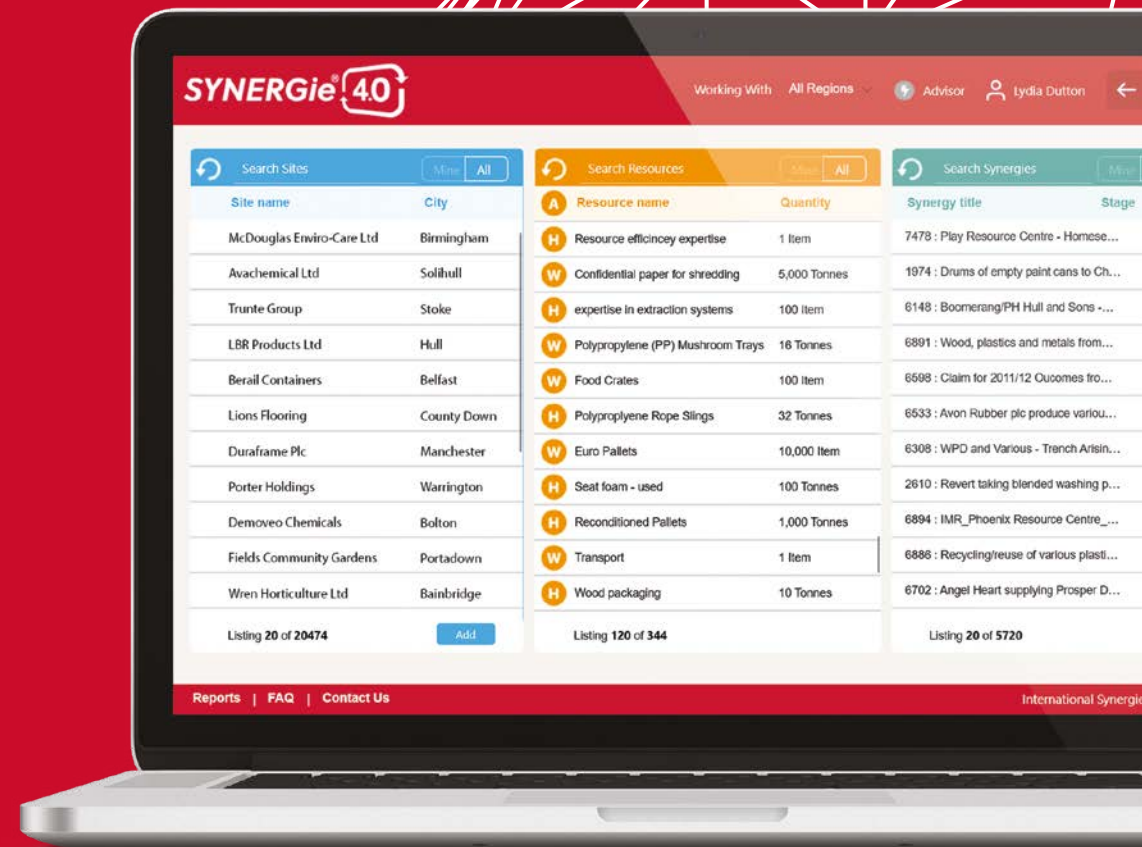 SYNERGie® 4.0
Working With All Regions Advisor Lydia Dutton
Search Sites Mine All
Site name City
McDouglas Enviro-Care Ltd Birmingham
Avachemical Ltd Solihull
Trunte Group Stoke
LBR Products Ltd Hull
Berail Containers Belfast
Lions Flooring County Down
Duraframe Plc Manchester
Porter Holdings Warrington
Demoveo Chemicals Bolton
Fields Community Gardens Portadown
Wren Horticulture Ltd Bainbridge
Listing 20 of 20474 Add
Search Resources Mine All
A Resource name Quantity
H Resource efficincey expertise 1 Item
W Confidential paper for shredding 5,000 Tonnes
H expertise in extraction systems 100 Item
W Polypropylene (PP) Mushroom Trays 16 Tonnes
W Food Crates 100 Item
H Polyproplyene Rope Slings 32 Tonnes
W Euro Pallets 10,000 Item
H Seat foam - used 100 Tonnes
H Reconditioned Pallets 1,000 Tonnes
W Transport 1 Item
H Wood packaging 10 Tonnes
Listing 120 of 344
Search Synergies Mine
Synergy title Stage
7478 : Play Resource Centre - Homese...
1974 : Drums of empty paint cans to Ch...
6148 : Boomerang/PH Hull and Sons -...
6891 : Wood, plastics and metals from...
6598 : Claim for 2011/12 Oucomes fro...
6533 : Avon Rubber plc produce variou...
6308 : WPD and Various - Trench Arisin...
2610 : Revert taking blended washing p...
6894 : IMR_Phoenix Resource Centre_...
6886 : Recycling/reuse of various plasti...
6702 : Angel Heart supplying Prosper D...
Listing 20 of 5720
Reports | FAQ | Contact Us
International Synergie